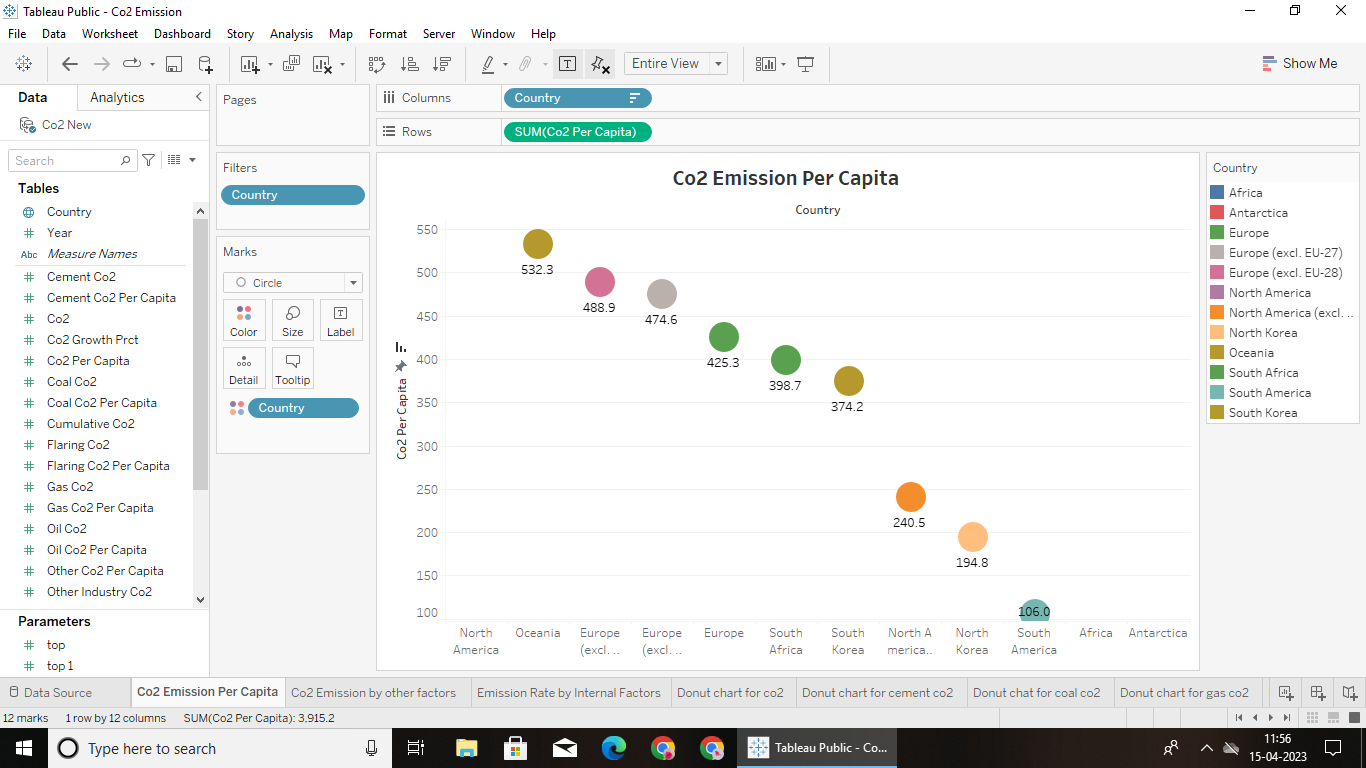 Tableau Public - Co2 Emission
File Data Worksheet Dashboard Story Analysis Map Format Server Window Help
Entire View
Show Me
Data Analytics
Co2 New
Search
Tables
Country
Year
Abc Measure Names
Cement Co2
Cement Co2 Per Capita
Co2
Co2 Growth Prct
Co2 Per Capita
Coal Co2
Coal Co2 Per Capita
Cumulative Co2
Flaring Co2
Flaring Co2 Per Capita
Gas Co2
Gas Co2 Per Capita
Oil Co2
Oil Co2 Per Capita
Other Co2 Per Capita
Other Industry Co2
Parameters
top
top 1
Pages
Filters
Country
Marks
Circle
Color Size Label
Detail Tooltip
Country
Columns Country
Rows SUM(Co2 Per Capita)
Co2 Emission Per Capita
Country
Co2 Per Capita
550
500
450
400
350
300
250
200
150
100
532.3
488.9
474.6
425.3
398.7
374.2
240.5
194.8
106.0
North America
Oceania
Europe (excl. ..
Europe (excl. ..
Europe
South Africa
South Korea
North A merica..
North Korea
South America
Africa
Antarctica
Country
Africa
Antarctica
Europe
Europe (excl. EU-27)
Europe (excl. EU-28)
North America
North America (excl. ..
North Korea
Oceania
South Africa
South America
South Korea
Data Source Co2 Emission Per Capita Co2 Emission by other factors Emission Rate by Internal Factors Donut chart for co2 Donut chart for cement co2 Donut chat for coal co2 Donut chart for gas co2
12 marks 1 row by 12 columns SUM(Co2 Per Capita): 3,915.2
Type here to search
Tableau Public - Co...
11:56
15-04-2023